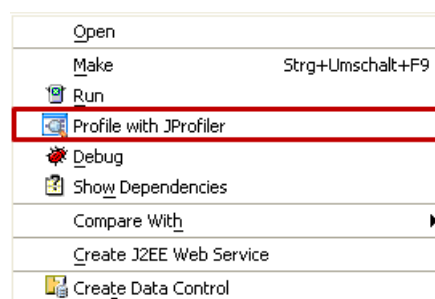 Open
Make Strg+Umschalt+F9
Run
Profile with JProfiler
Debug
Show Dependencies
Compare With
Create J2EE Web Service
Create Data Control